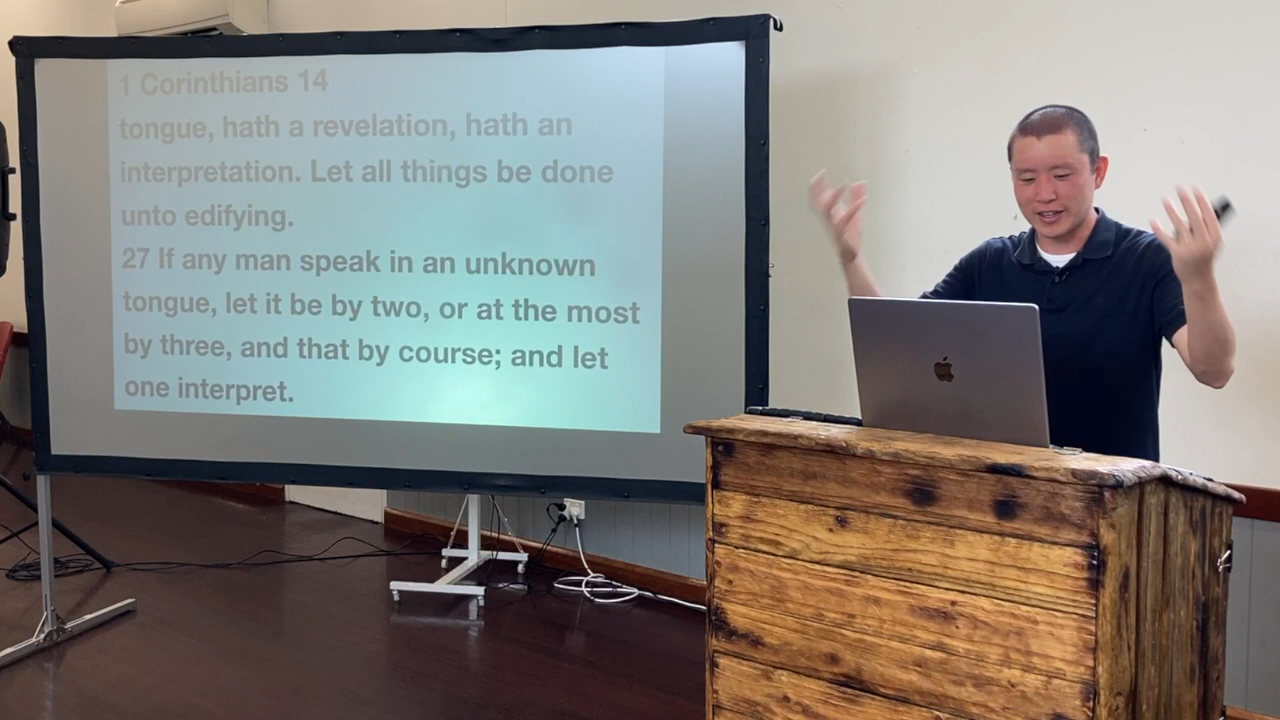 1 Corinthians 14
tongue, hath a revelation, hath an
interpretation. Let all things be done
unto edifying.
27 If any man speak in an unknown
tongue, let it be by two, or at the most
by three, and that by course; and let
one interpret.